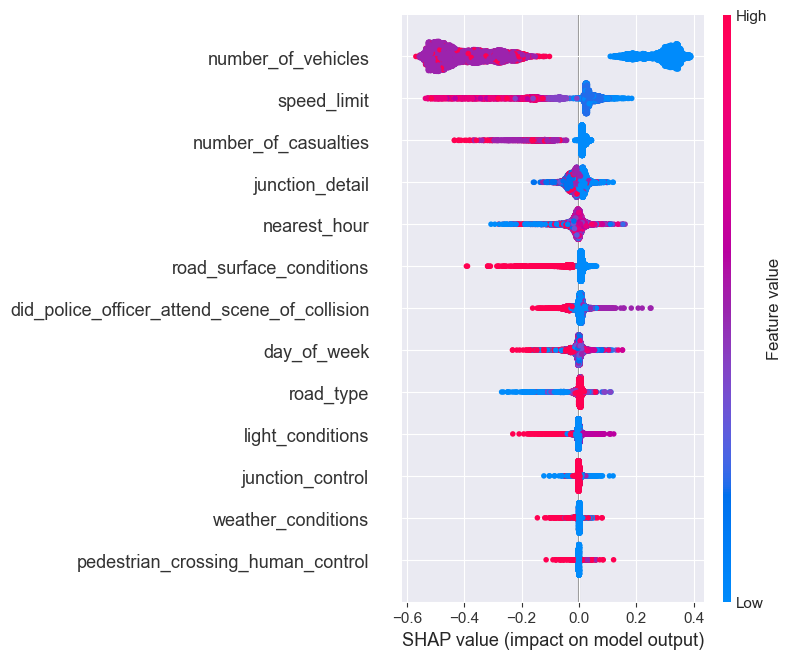 High
number_of_vehicles
speed_limit
number_of_casualties
junction_detail
nearest_hour
road_surface_conditions
did_police_officer_attend_scene_of_collision
day_of_week
road_type
light_conditions
junction_control
weather_conditions
pedestrian_crossing_human_control
Feature value
Low
−0.6 −0.4 −0.2 0.0 0.2 0.4
SHAP value (impact on model output)